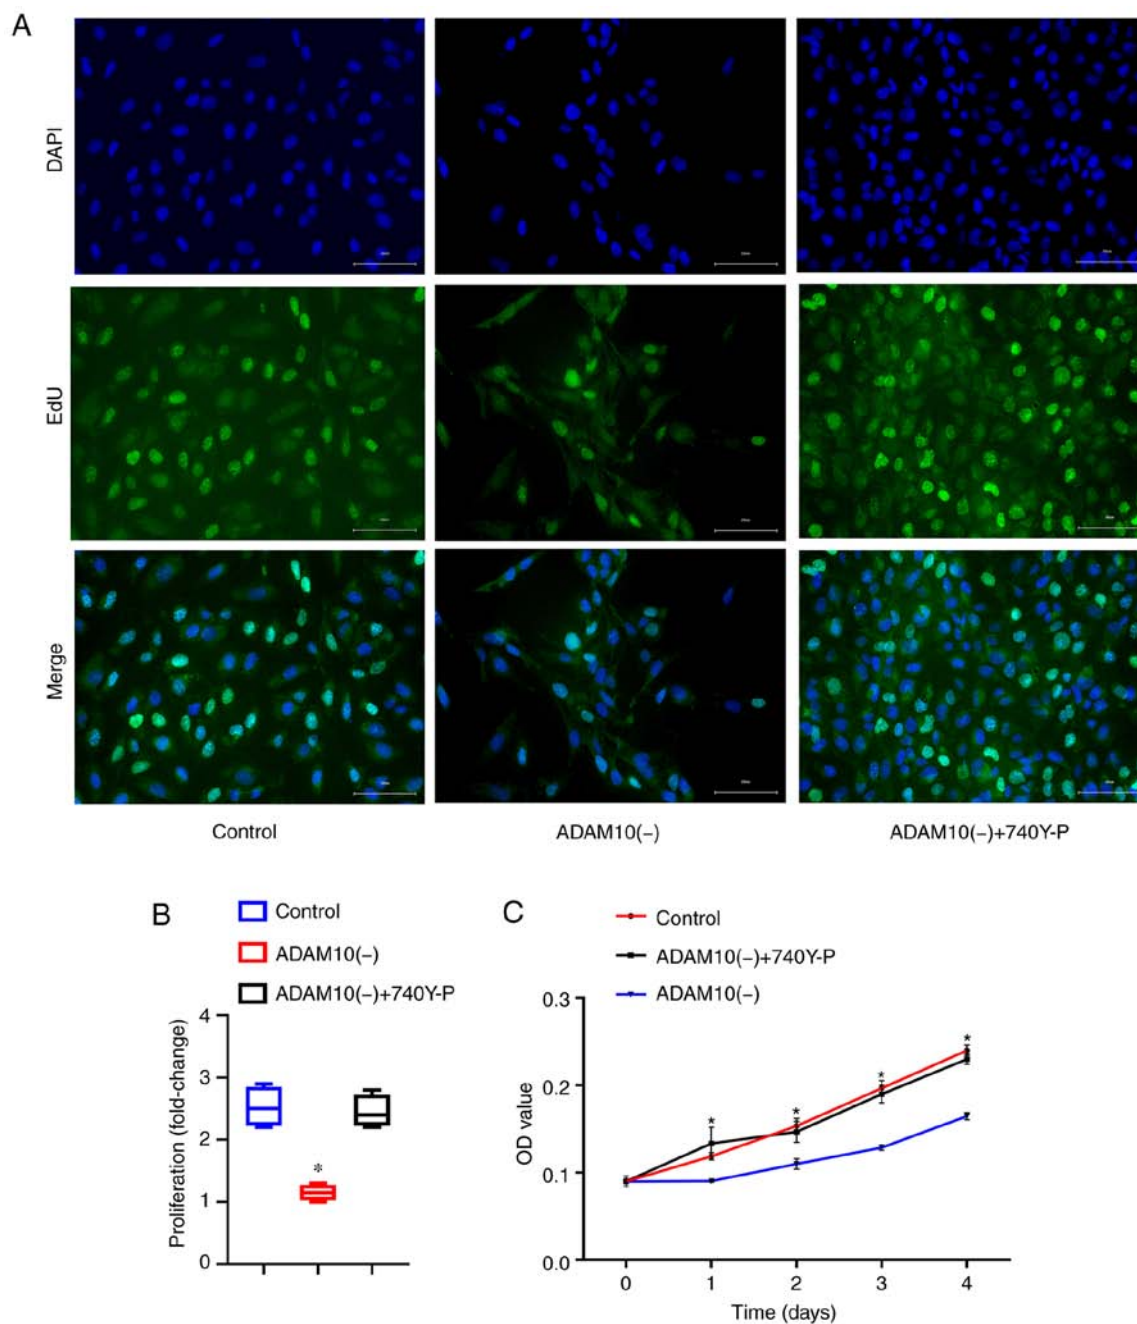 A
DAPI
EdU
Merge
Control
ADAM10(−)
ADAM10(−)+740Y-P
B
Control
ADAM10(−)
ADAM10(−)+740Y-P
Proliferation (fold-change)
4
3
2
1
0
*
C
Control
ADAM10(−)+740Y-P
ADAM10(−)
OD value
0.3
0.2
0.1
0.0
* * * *
0 1 2 3 4
Time (days)